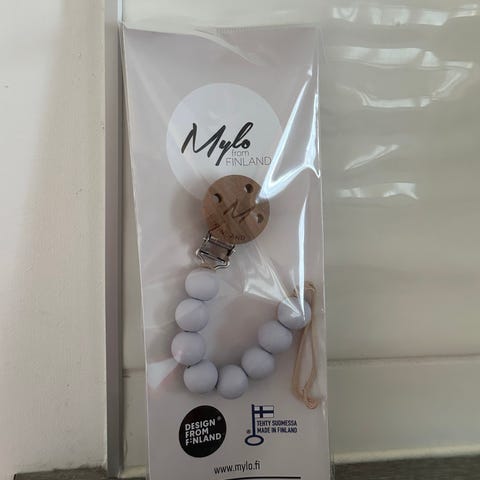 Mylo
from
FINLAND
M
DESIGN
FROM
FINLAND
TEHTY SUOMESSA
MADE IN FINLAND
www.mylo.fi